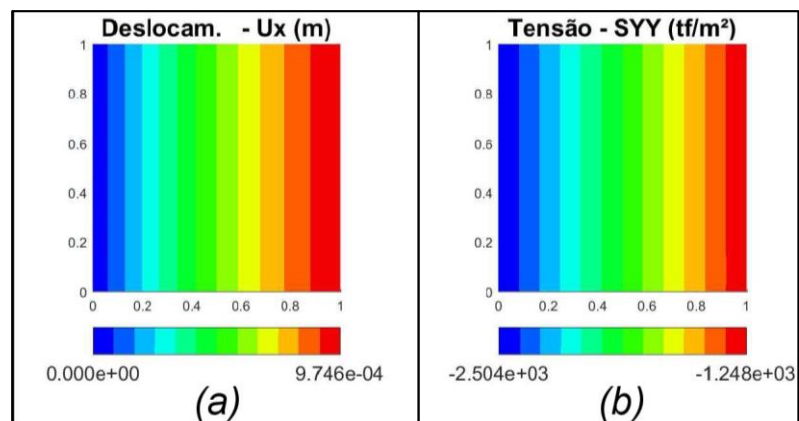 Deslocam. - Ux (m)
1
0.8
0.6
0.4
0.2
0
0 0.2 0.4 0.6 0.8 1
0.000e+00 9.746e-04
(a)
Tensão - SYY (tf/m²)
1
0.8
0.6
0.4
0.2
0
0 0.2 0.4 0.6 0.8 1
-2.504e+03 -1.248e+03
(b)